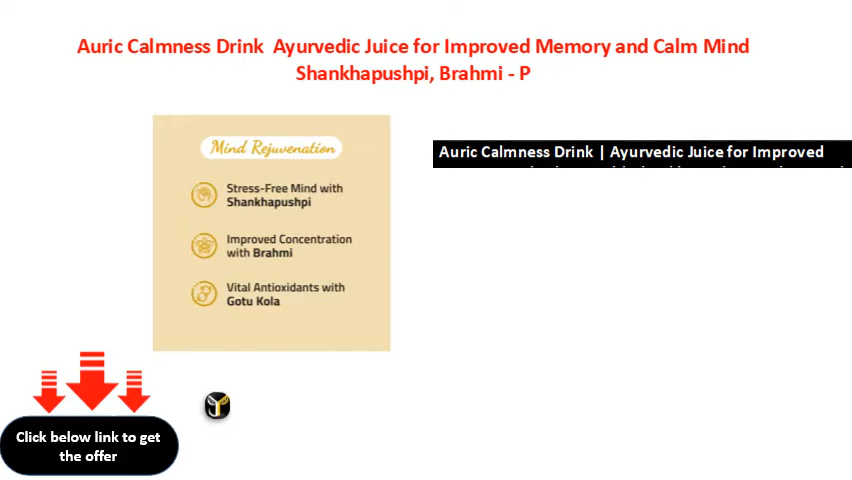 Auric Calmness Drink  Ayurvedic Juice for Improved Memory and Calm Mind
Shankhapushpi, Brahmi - P
Mind Rejuvenation
Stress-Free Mind with
Shankhapushpi
Improved Concentration
with Brahmi
Vital Antioxidants with
Gotu Kola
Auric Calmness Drink | Ayurvedic Juice for Improved
Click below link to get
the offer